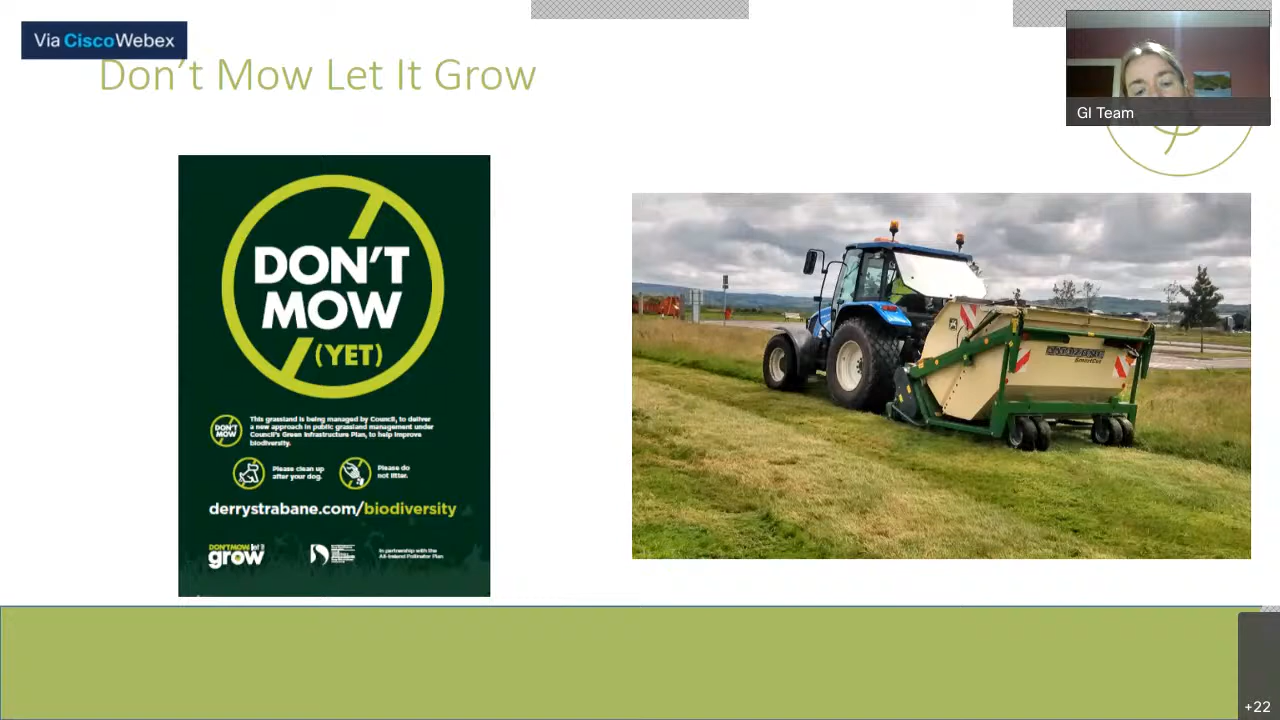 Via Cisco Webex
Don't Mow Let It Grow
GI Team
DON'T
MOW
(YET)
DON'T
MOW
This grassland is being managed by Council, to deliver
a new approach in public grassland management under
Council's Green Infrastructure Plan, to help improve
biodiversity.
Please clean up
after your dog.
Please do
not litter.
derrystrabane.com/biodiversity
DON'T MOW let it
grow
In partnership with the
All-Ireland Pollinator Plan
+22